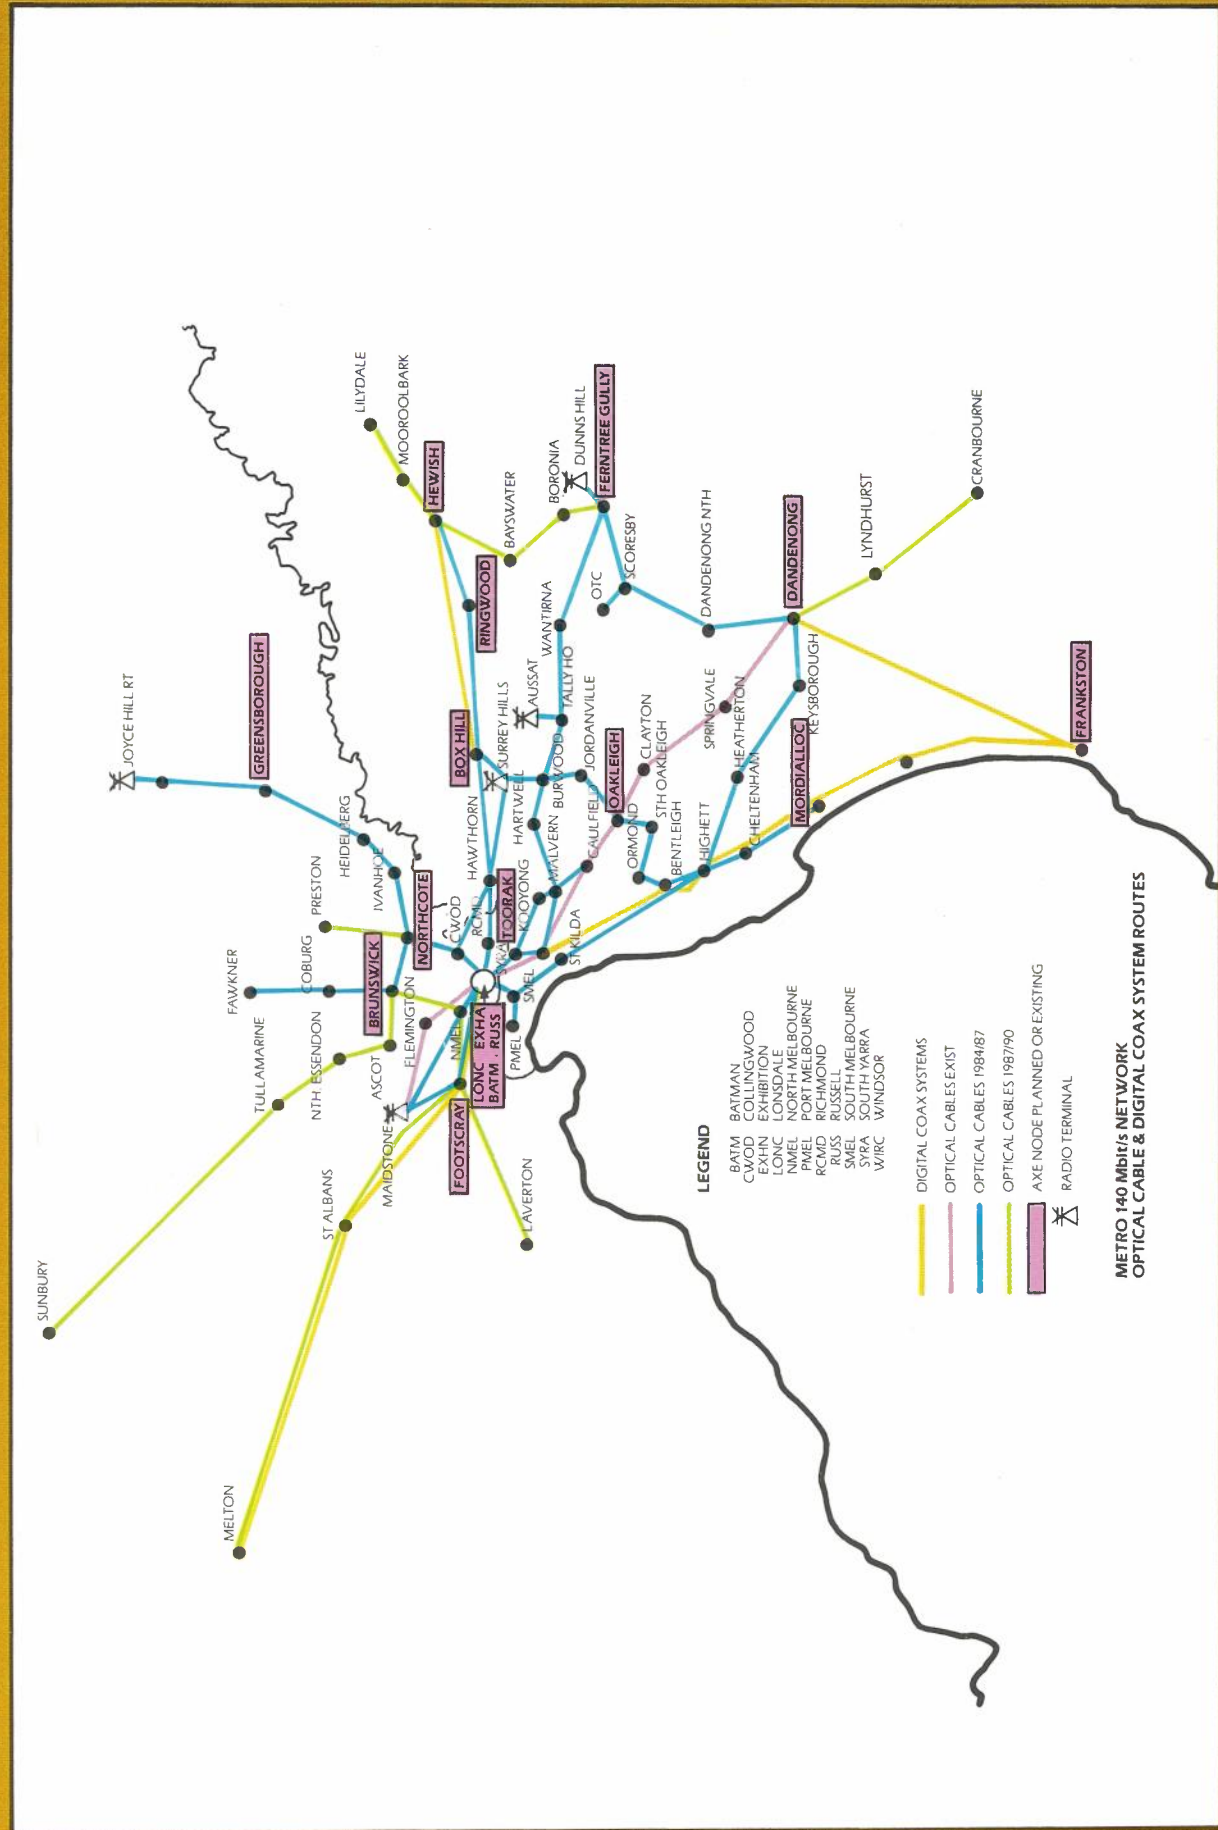 JOYCE HILL RT
GREENSBOROUGH
HEIDELBERG
IVANHOE
PRESTON
NORTHCOTE
FAWKNER
COBURG
BRUNSWICK
TULLAMARINE
NTH. ESSENDON
ASCOT
FLEMINGTON
SUNBURY
MELTON
ST ALBANS
MAIDSTONE
FOOTSCRAY
LAVERTON
NMEL
LONC EXHA
BATM . RUSS
PMEL
SMEL
SYRA
CWOD
RCMD
TOORAK
KOOYONG
HAWTHORN
LILYDALE
MOOROOLBARK
HEWISH
RINGWOOD
BOX HILL
SURREY HILLS
BAYSWATER
BORONIA
DUNNS HILL
FERNTREE GULLY
WANTIRNA
AUSSAT
TALLY HO
HARTWELL
BURWOOD
JORDANVILLE
MALVERN
CAULFIELD
OAKLEIGH
OTC
SCORESBY
DANDENONG NTH
DANDENONG
LYNDHURST
CRANBOURNE
CLAYTON
STH OAKLEIGH
SPRINGVALE
HEATHERTON
KEYSBOROUGH
ORMOND
BENTLEIGH
HIGHETT
CHELTENHAM
MORDIALLOC
FRANKSTON
ST KILDA
LEGEND
BATM BATMAN
CWOD COLLINGWOOD
EXHN EXHIBITION
LONC LONSDALE
NMEL NORTH MELBOURNE
PMEL PORT MELBOURNE
RCMD RICHMOND
RUSS RUSSELL
SMEL SOUTH MELBOURNE
SYRA SOUTH YARRA
WIRC WINDSOR
DIGITAL COAX SYSTEMS
OPTICAL CABLES EXIST
OPTICAL CABLES 1984/87
OPTICAL CABLES 1987/90
AXE NODE PLANNED OR EXISTING
RADIO TERMINAL
METRO 140 Mbit/s NETWORK
OPTICAL CABLE & DIGITAL COAX SYSTEM ROUTES